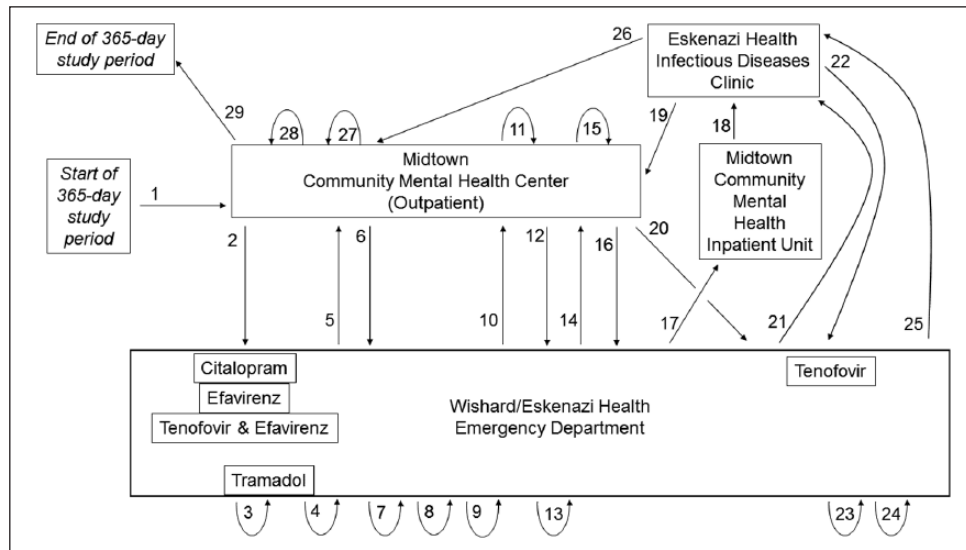 End of 365-day
study period
26
Eskenazi Health
Infectious Diseases
Clinic
22
29
28
27
11
15
19
18
Start of
365-day
study
period
1
Midtown
Community Mental Health Center
(Outpatient)
Midtown
Community
Mental
Health
Inpatient Unit
2
6
12
16
20
5
10
14
17
21
25
Citalopram
Efavirenz
Tenofovir & Efavirenz
Tramadol
Wishard/Eskenazi Health
Emergency Department
Tenofovir
3
4
7
8
9
13
23
24